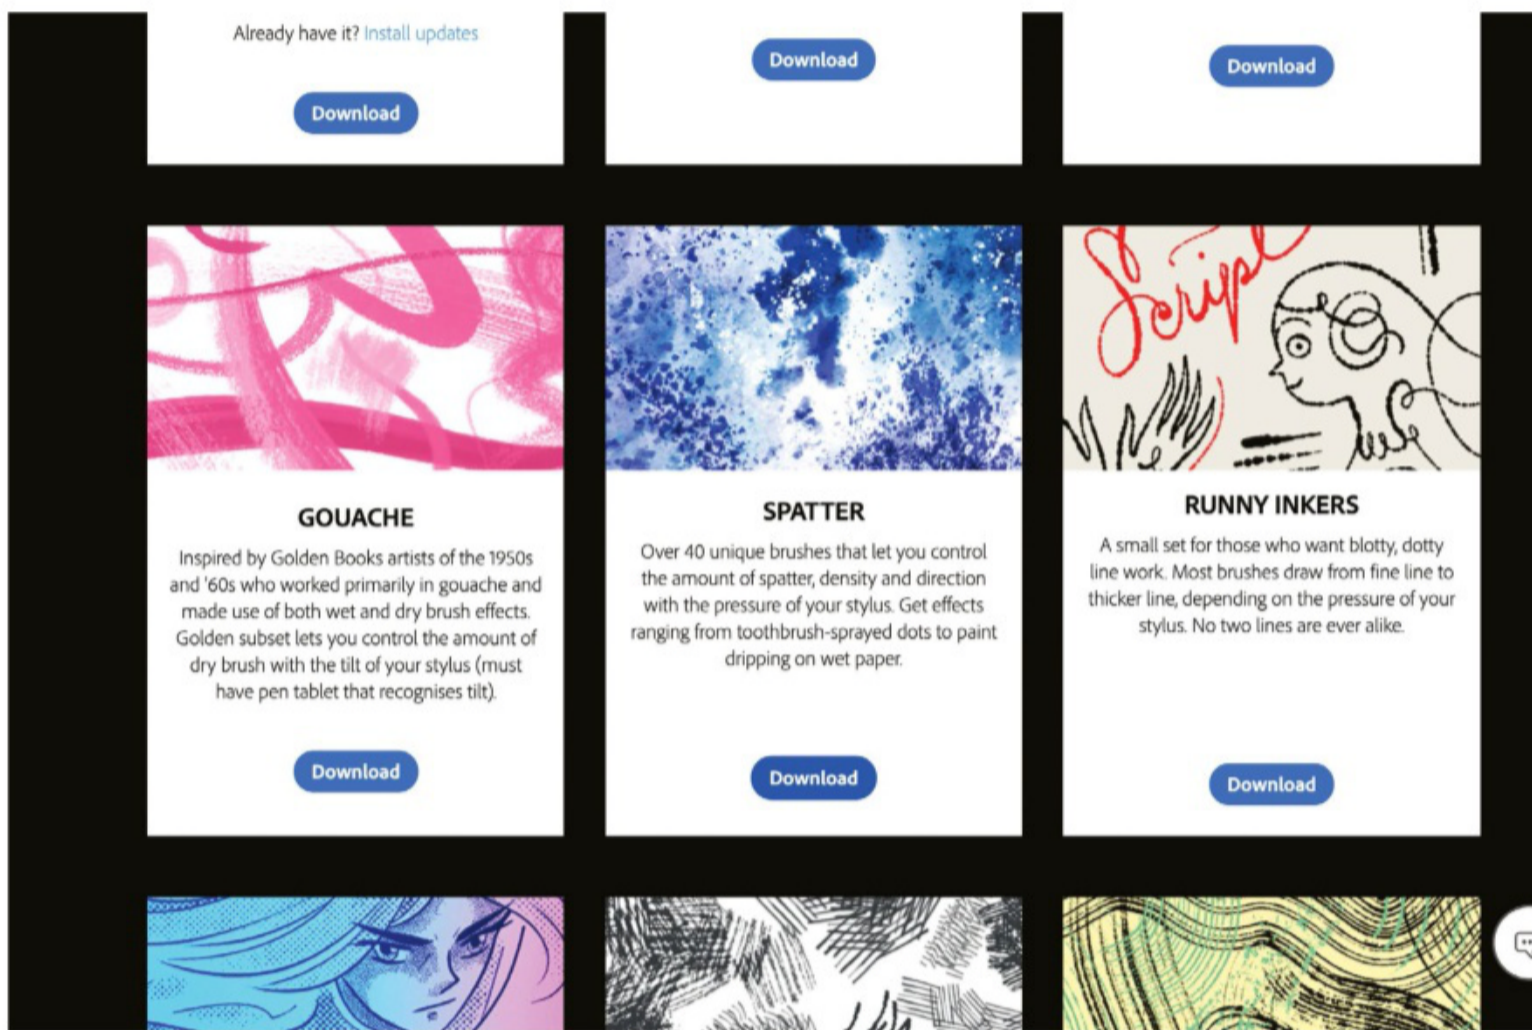 Already have it? Install updates
Download
Download
Download
Script
GOUACHE
Inspired by Golden Books artists of the 1950s
and '60s who worked primarily in gouache and
made use of both wet and dry brush effects.
Golden subset lets you control the amount of
dry brush with the tilt of your stylus (must
have pen tablet that recognises tilt).
Download
SPATTER
Over 40 unique brushes that let you control
the amount of spatter, density and direction
with the pressure of your stylus. Get effects
ranging from toothbrush-sprayed dots to paint
dripping on wet paper.
Download
RUNNY INKERS
A small set for those who want blotty, dotty
line work. Most brushes draw from fine line to
thicker line, depending on the pressure of your
stylus. No two lines are ever alike.
Download